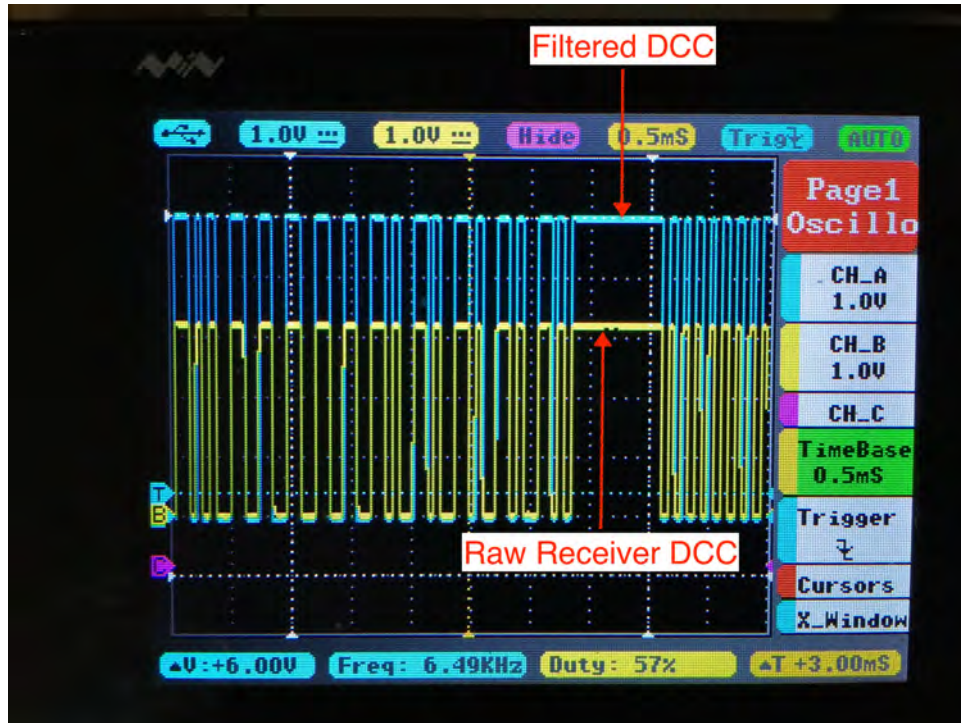 Filtered DCC
1.0V
1.0V
Hide
0.5mS
Trig
AUTO
Page1
Oscillo
CH_A
1.0V
CH_B
1.0V
CH_C
TimeBase
0.5mS
T
B
C
Trigger
Raw Receiver DCC
Cursors
X_Window
▲V:+6.00V
Freq: 6.49KHz
Duty: 57%
▲T +3.00mS